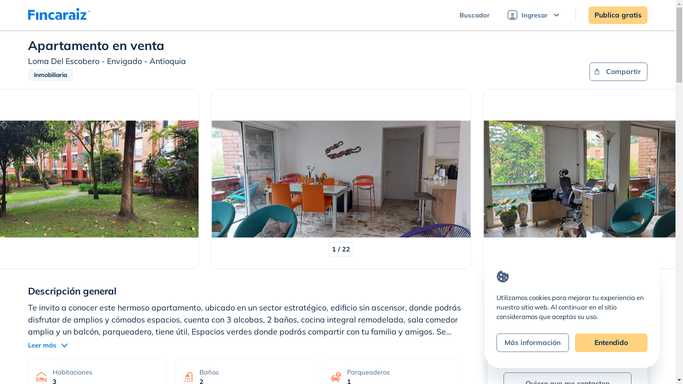 Fincaraiz
Buscador
Ingresar
Publica gratis
Apartamento en venta
Loma Del Escobero - Envigado - Antioquia
Inmobiliaria
Compartir
1 / 22
Descripción general
Te invito a conocer este hermoso apartamento, ubicado en un sector estratégico, edificio sin ascensor, donde podrás
disfrutar de amplios y cómodos espacios, cuenta con 3 alcobas, 2 baños, cocina integral remodelada, sala comedor
amplia y un balcón, parqueadero, tiene útil, Espacios verdes donde podrás compartir con tu familia y amigos. Se...
Leer más
Habitaciones
3
Baños
2
Parqueaderos
1
Utilizamos cookies para mejorar tu experiencia en
nuestro sitio web. Al continuar en el sitio
consideramos que aceptas su uso.
Más información
Entendido
Quiero que me contacten